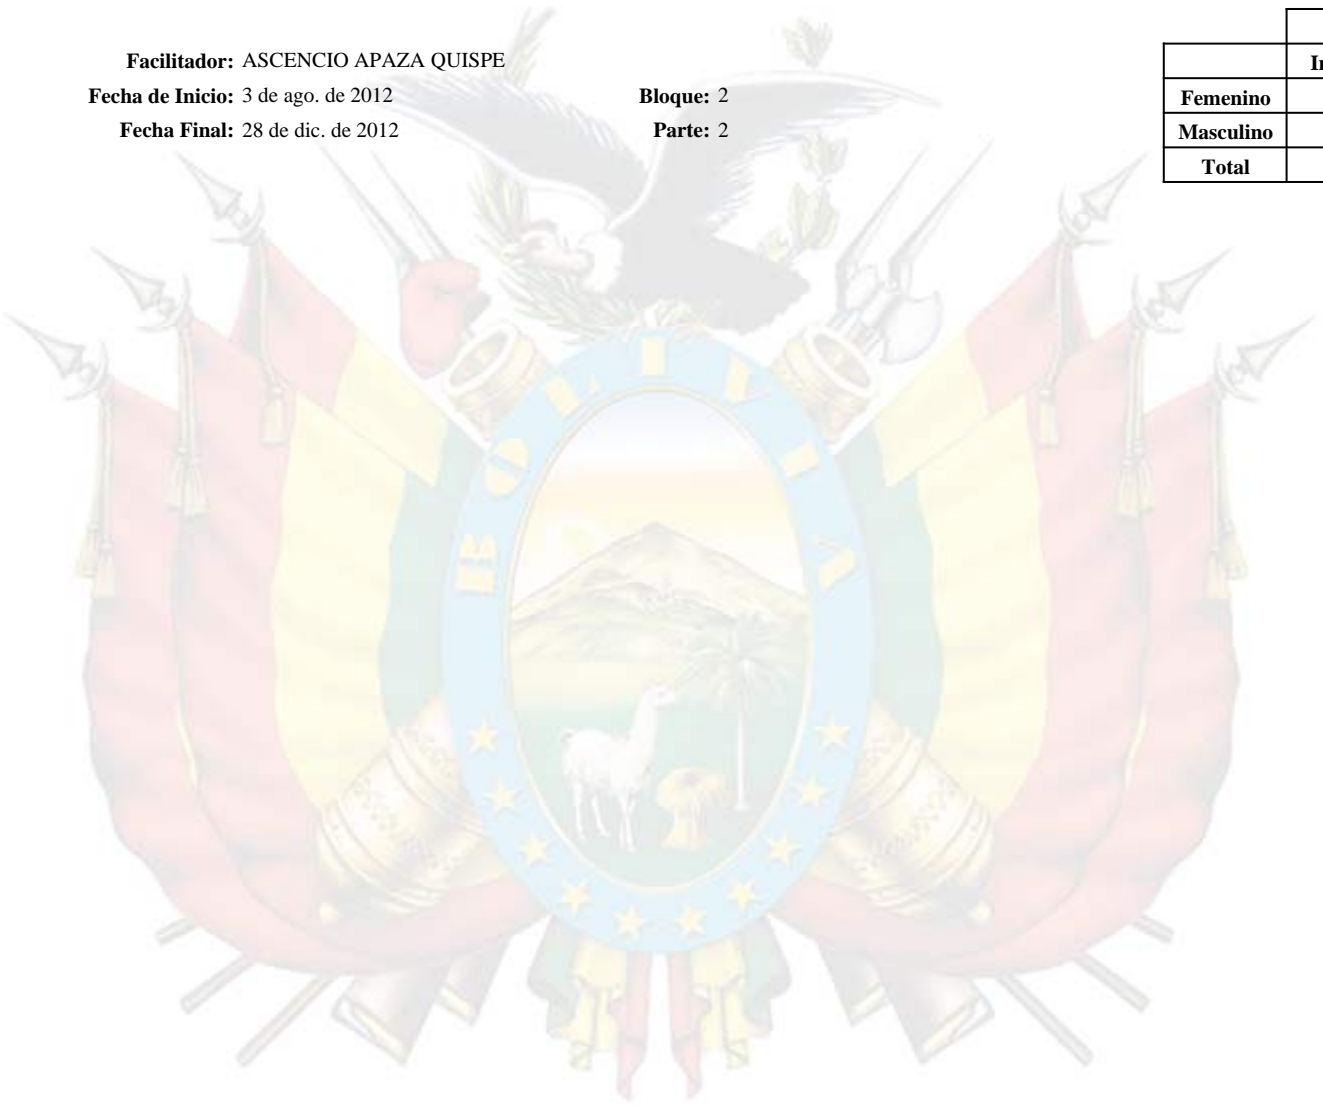 Facilitador: ASCENCIO APAZA QUISPE
Fecha de Inicio: 3 de ago. de 2012 Bloque: 2
Fecha Final: 28 de dic. de 2012 Parte: 2
Femenino
Masculino
Total
BOLIVIA